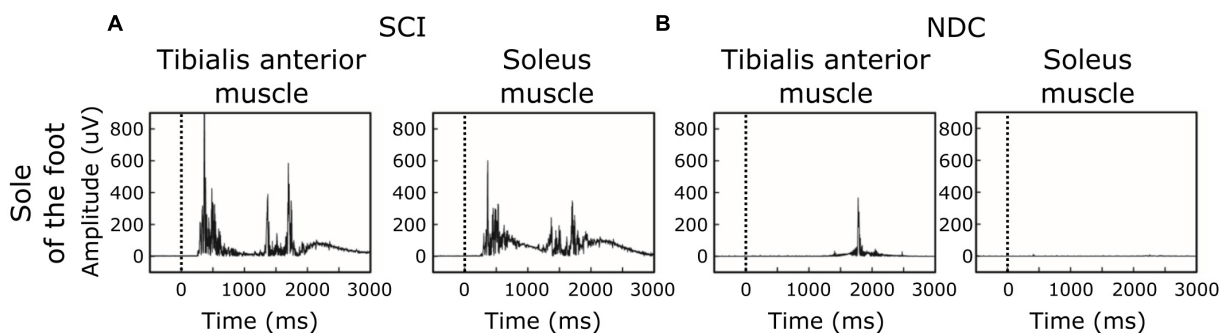 A
SCI
B
NDC
Tibialis anterior
muscle
Soleus
muscle
Tibialis anterior
muscle
Soleus
muscle
Sole
of the foot
Amplitude (uV)
800
600
400
200
0
800
600
400
200
0
800
600
400
200
0
800
600
400
200
0
0 1000 2000 3000
0 1000 2000 3000
0 1000 2000 3000
0 1000 2000 3000
Time (ms)
Time (ms)
Time (ms)
Time (ms)